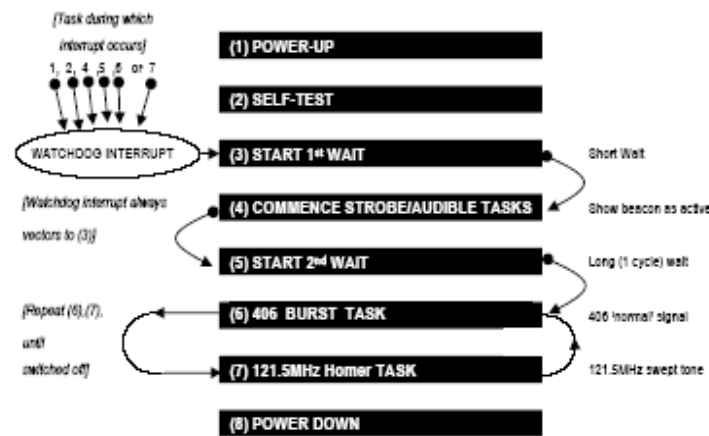 [Task during which
interrupt occurs]
1, 2, 4 ,5 ,6 or 7
(1) POWER-UP
(2) SELF-TEST
WATCHDOG INTERRUPT
(3) START 1st WAIT
Short Wait
[Watchdog interrupt always
vectors to (3)]
(4) COMMENCE STROBE/AUDIBLE TASKS
Show beacon as active
(5) START 2nd WAIT
Long (1 cycle) wait
[Repeat (6),(7),
until
switched off]
(6) 406 BURST TASK
406 'normal' signal
(7) 121.5MHz Homer TASK
121.5MHz swept tone
(8) POWER DOWN